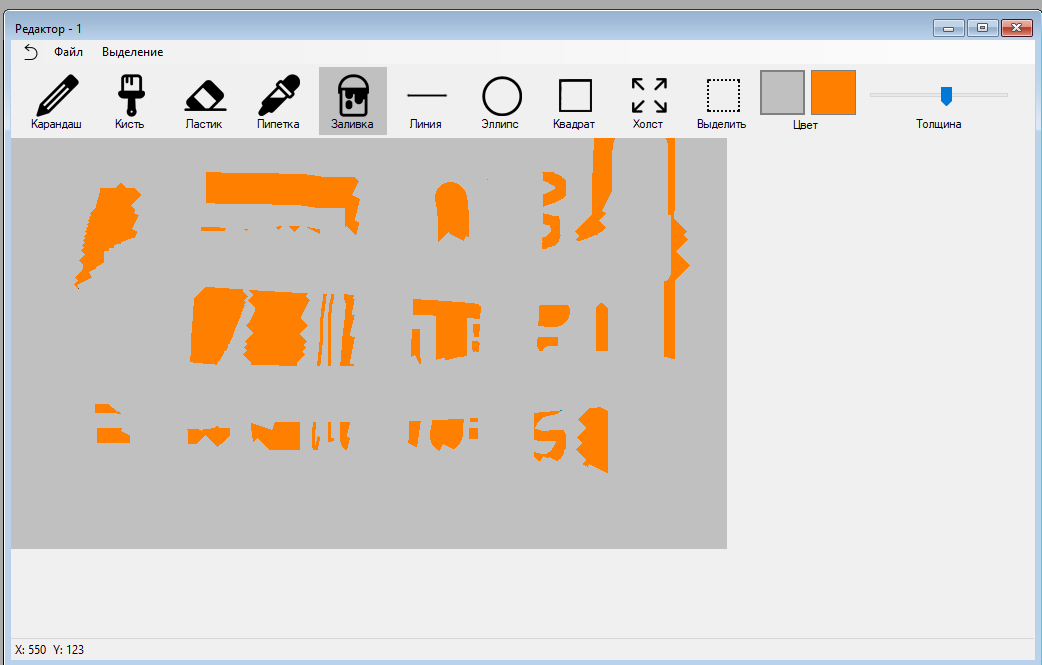 Редактор - 1
Файл Выделение
Карандаш Кисть Ластик Пипетка Заливка Линия Эллипс Квадрат Холст Выделить Цвет Толщина
X: 550 Y: 123